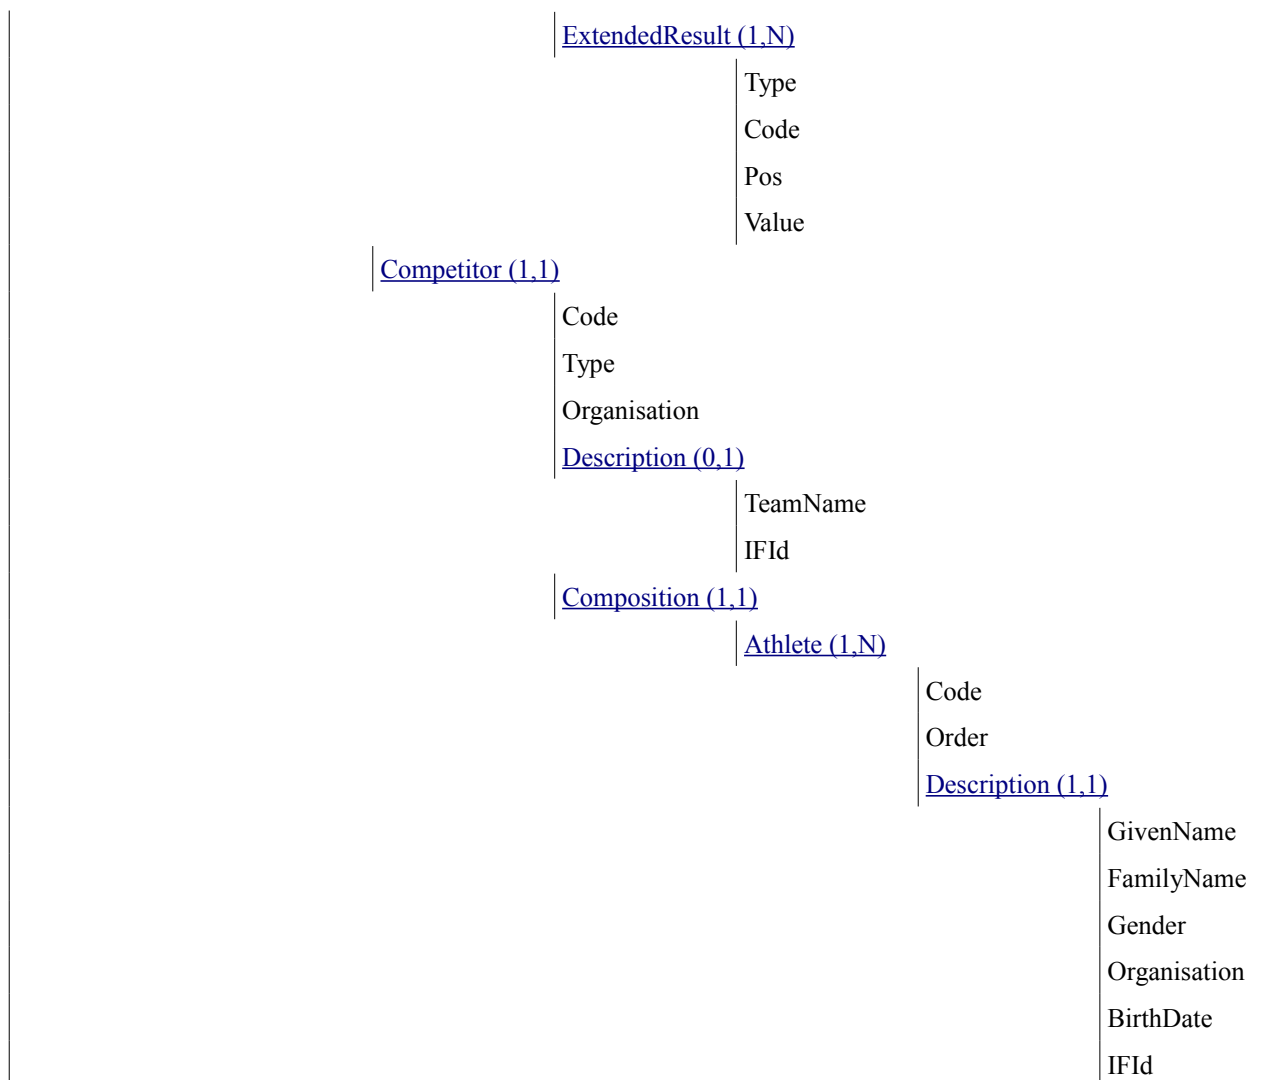 ExtendedResult (1,N)
Type
Code
Pos
Value
Competitor (1,1)
Code
Type
Organisation
Description (0,1)
TeamName
IFId
Composition (1,1)
Athlete (1,N)
Code
Order
Description (1,1)
GivenName
FamilyName
Gender
Organisation
BirthDate
IFId